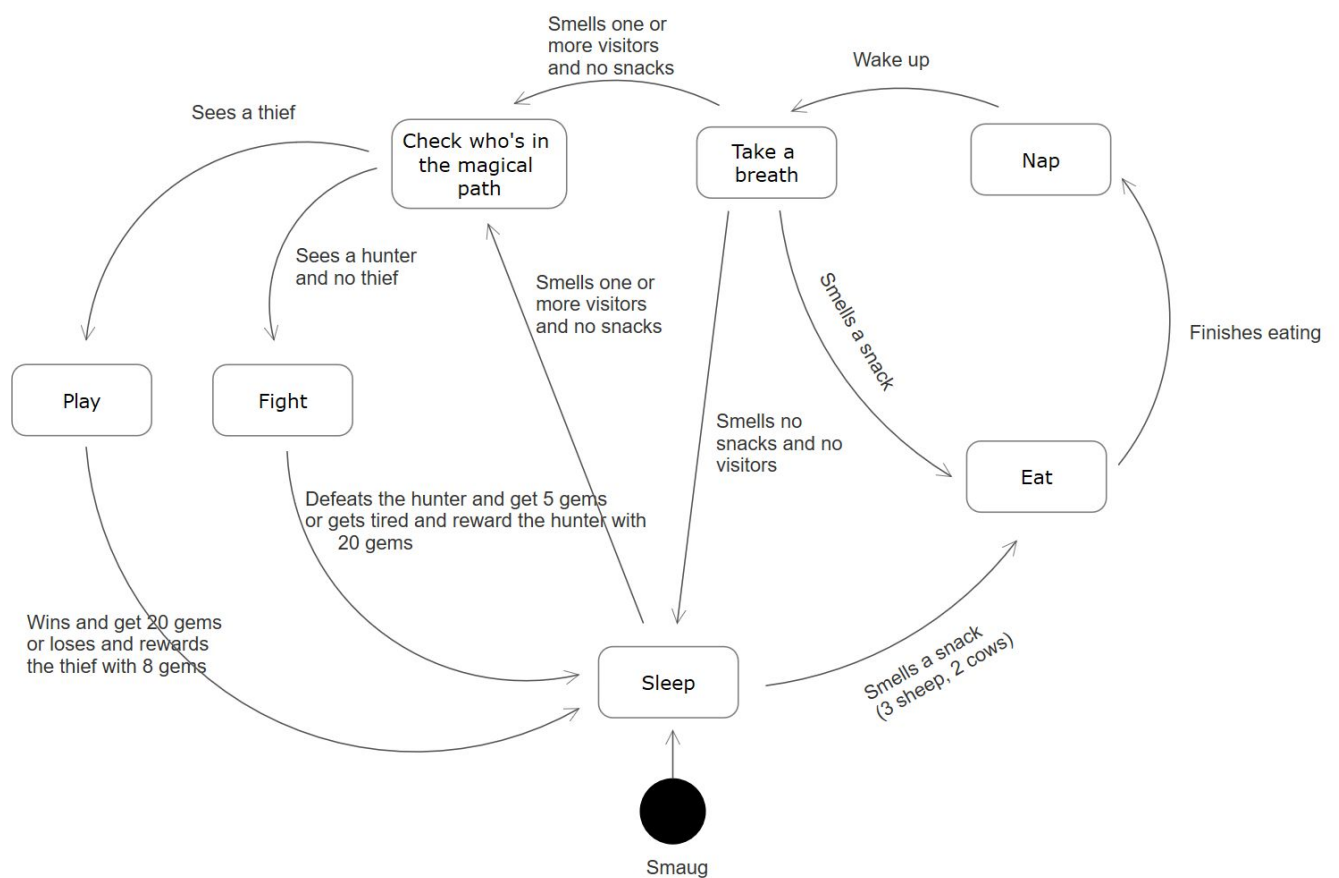 Smells one or
more visitors
and no snacks
Wake up
Sees a thief
Check who's in
the magical
path
Take a
breath
Nap
Sees a hunter
and no thief
Smells one or
more visitors
and no snacks
Smells a snack
Finishes eating
Play
Fight
Smells no
snacks and no
visitors
Eat
Defeats the hunter and get 5 gems
or gets tired and reward the hunter with
20 gems
Wins and get 20 gems
or loses and rewards
the thief with 8 gems
Sleep
Smells a snack
(3 sheep, 2 cows)
Smaug